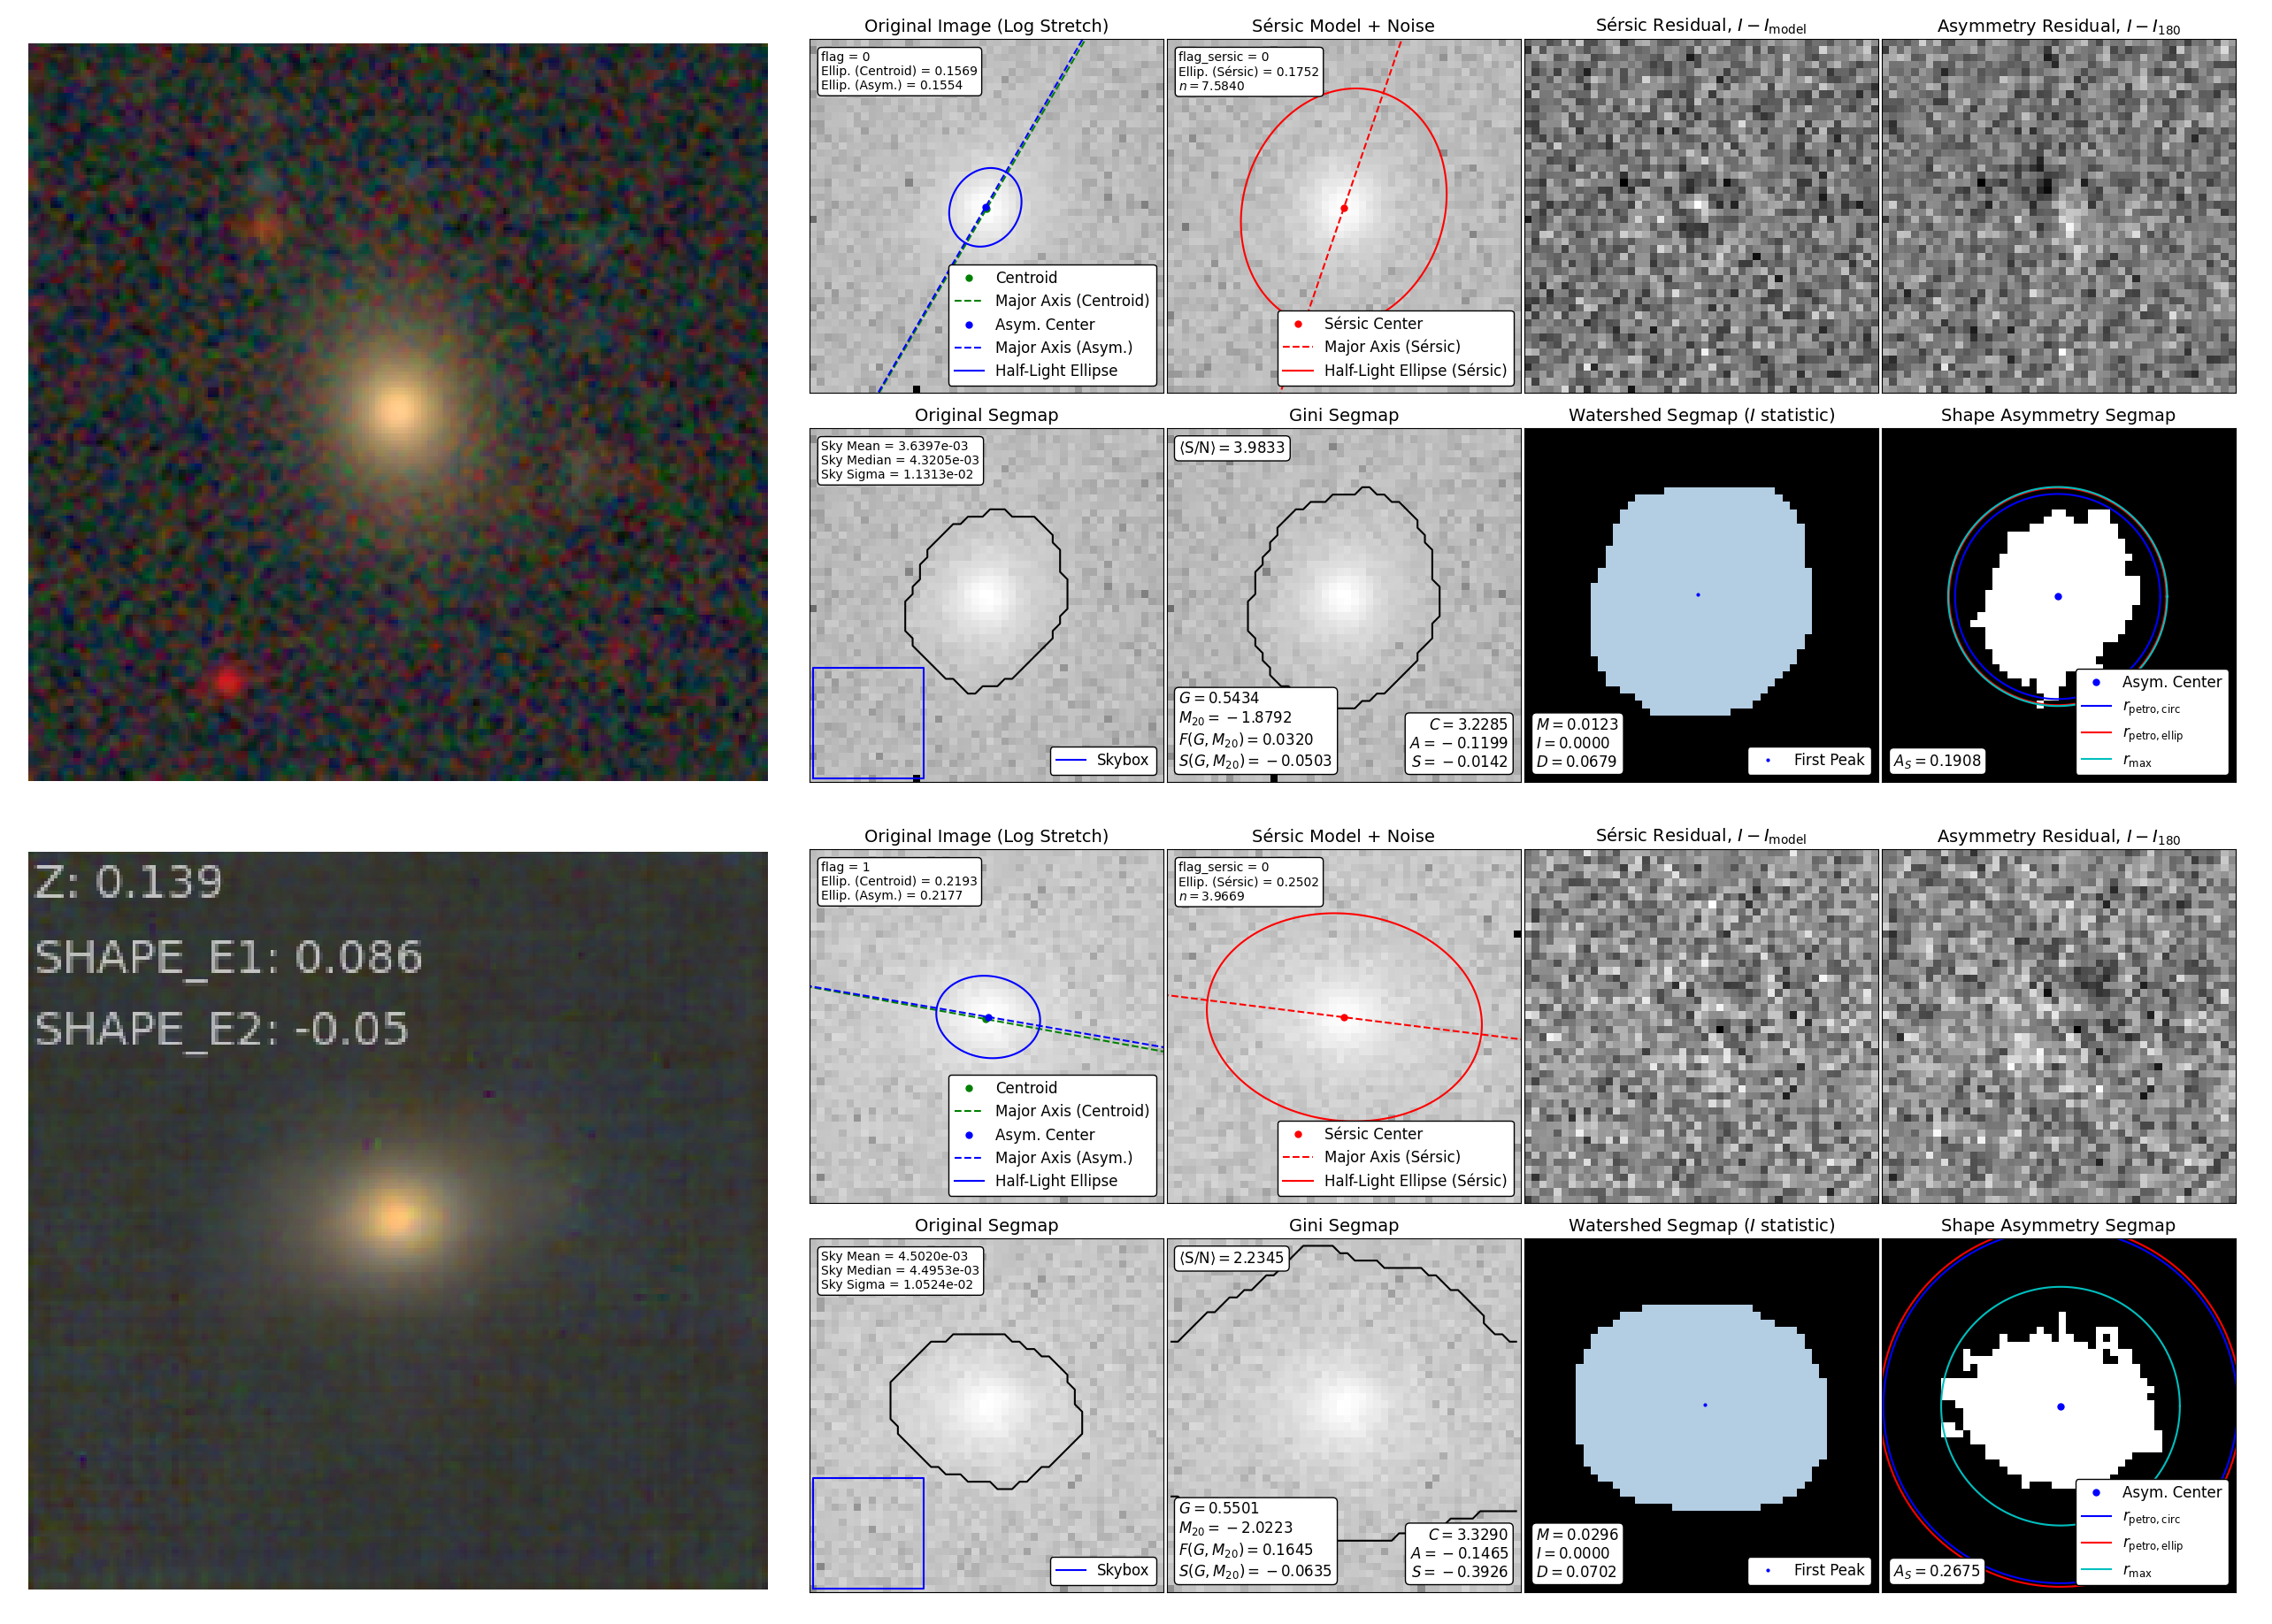 Original Image (Log Stretch)
flag = 0
Ellip. (Centroid) = 0.1569
Ellip. (Asym.) = 0.1554
Centroid
Major Axis (Centroid)
Asym. Center
Major Axis (Asym.)
Half-Light Ellipse
Sérsic Model + Noise
flag_sersic = 0
Ellip. (Sérsic) = 0.1752
n = 7.5840
Sérsic Center
Major Axis (Sérsic)
Half-Light Ellipse (Sérsic)
Sérsic Residual, I − I_model
Asymmetry Residual, I − I_180
Original Segmap
Sky Mean = 3.6397e-03
Sky Median = 4.3205e-03
Sky Sigma = 1.1313e-02
Skybox
Gini Segmap
⟨S/N⟩ = 3.9833
G = 0.5434
M_20 = −1.8792
F(G, M_20) = 0.0320
S(G, M_20) = −0.0503
C = 3.2285
A = −0.1199
S = −0.0142
Watershed Segmap (I statistic)
M = 0.0123
I = 0.0000
D = 0.0679
First Peak
Shape Asymmetry Segmap
A_S = 0.1908
Asym. Center
r_petro, circ
r_petro, ellip
r_max
Z: 0.139
SHAPE_E1: 0.086
SHAPE_E2: -0.05
Original Image (Log Stretch)
flag = 1
Ellip. (Centroid) = 0.2193
Ellip. (Asym.) = 0.2177
Centroid
Major Axis (Centroid)
Asym. Center
Major Axis (Asym.)
Half-Light Ellipse
Sérsic Model + Noise
flag_sersic = 0
Ellip. (Sérsic) = 0.2502
n = 3.9669
Sérsic Center
Major Axis (Sérsic)
Half-Light Ellipse (Sérsic)
Sérsic Residual, I − I_model
Asymmetry Residual, I − I_180
Original Segmap
Sky Mean = 4.5020e-03
Sky Median = 4.4953e-03
Sky Sigma = 1.0524e-02
Skybox
Gini Segmap
⟨S/N⟩ = 2.2345
G = 0.5501
M_20 = −2.0223
F(G, M_20) = 0.1645
S(G, M_20) = −0.0635
C = 3.3290
A = −0.1465
S = −0.3926
Watershed Segmap (I statistic)
M = 0.0296
I = 0.0000
D = 0.0702
First Peak
Shape Asymmetry Segmap
A_S = 0.2675
Asym. Center
r_petro, circ
r_petro, ellip
r_max